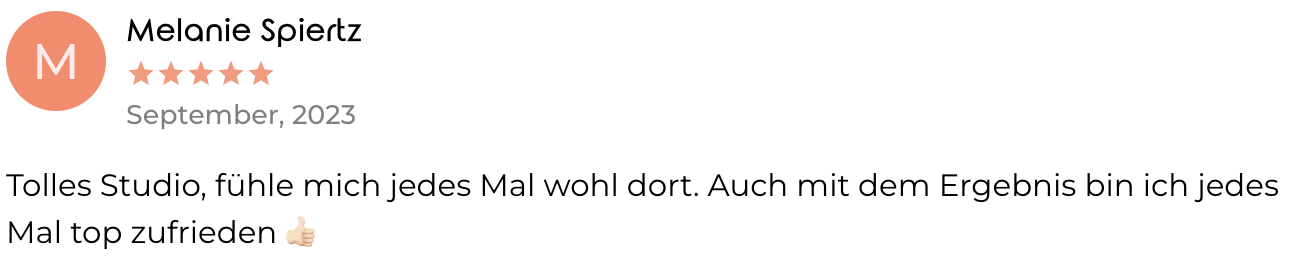 M
Melanie Spiertz
★★★★★
September, 2023
Tolles Studio, fühle mich jedes Mal wohl dort. Auch mit dem Ergebnis bin ich jedes
Mal top zufrieden 👍🏻